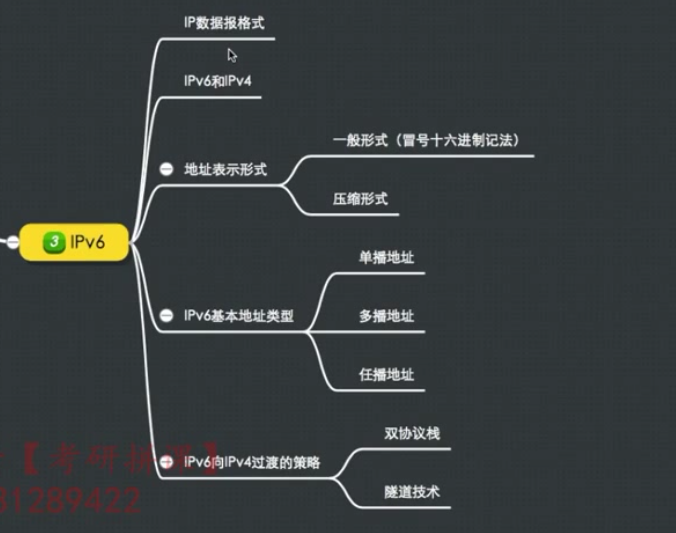 IP数据报格式
IPv6和IPv4
地址表示形式
一般形式（冒号十六进制记法）
压缩形式
3 IPv6
IPv6基本地址类型
单播地址
多播地址
任播地址
IPv6向IPv4过渡的策略
双协议栈
隧道技术
【考研拼
31289422